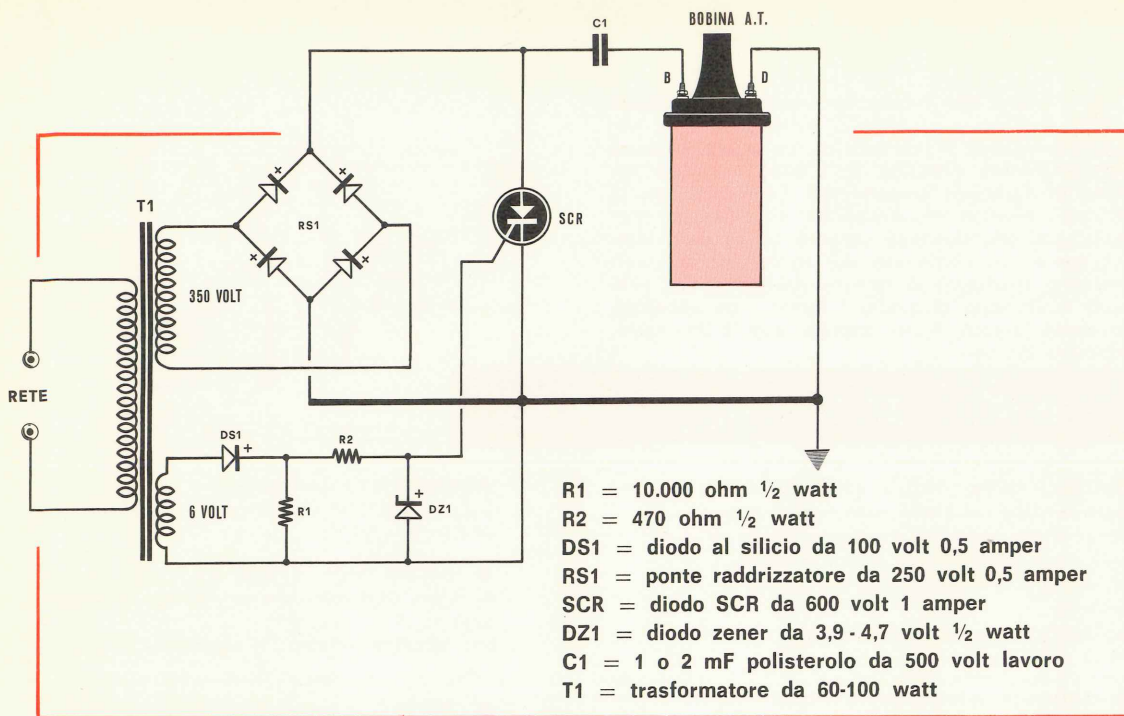 C1
BOBINA A.T.
B
D
T1
RS1
SCR
350 VOLT
RETE
DS1
+
R2
6 VOLT
R1
+
DZ1
R1 = 10.000 ohm ½ watt
R2 = 470 ohm ½ watt
DS1 = diodo al silicio da 100 volt 0,5 amper
RS1 = ponte raddrizzatore da 250 volt 0,5 amper
SCR = diodo SCR da 600 volt 1 amper
DZ1 = diodo zener da 3,9 - 4,7 volt ½ watt
C1 = 1 o 2 mF polisterolo da 500 volt lavoro
T1 = trasformatore da 60-100 watt